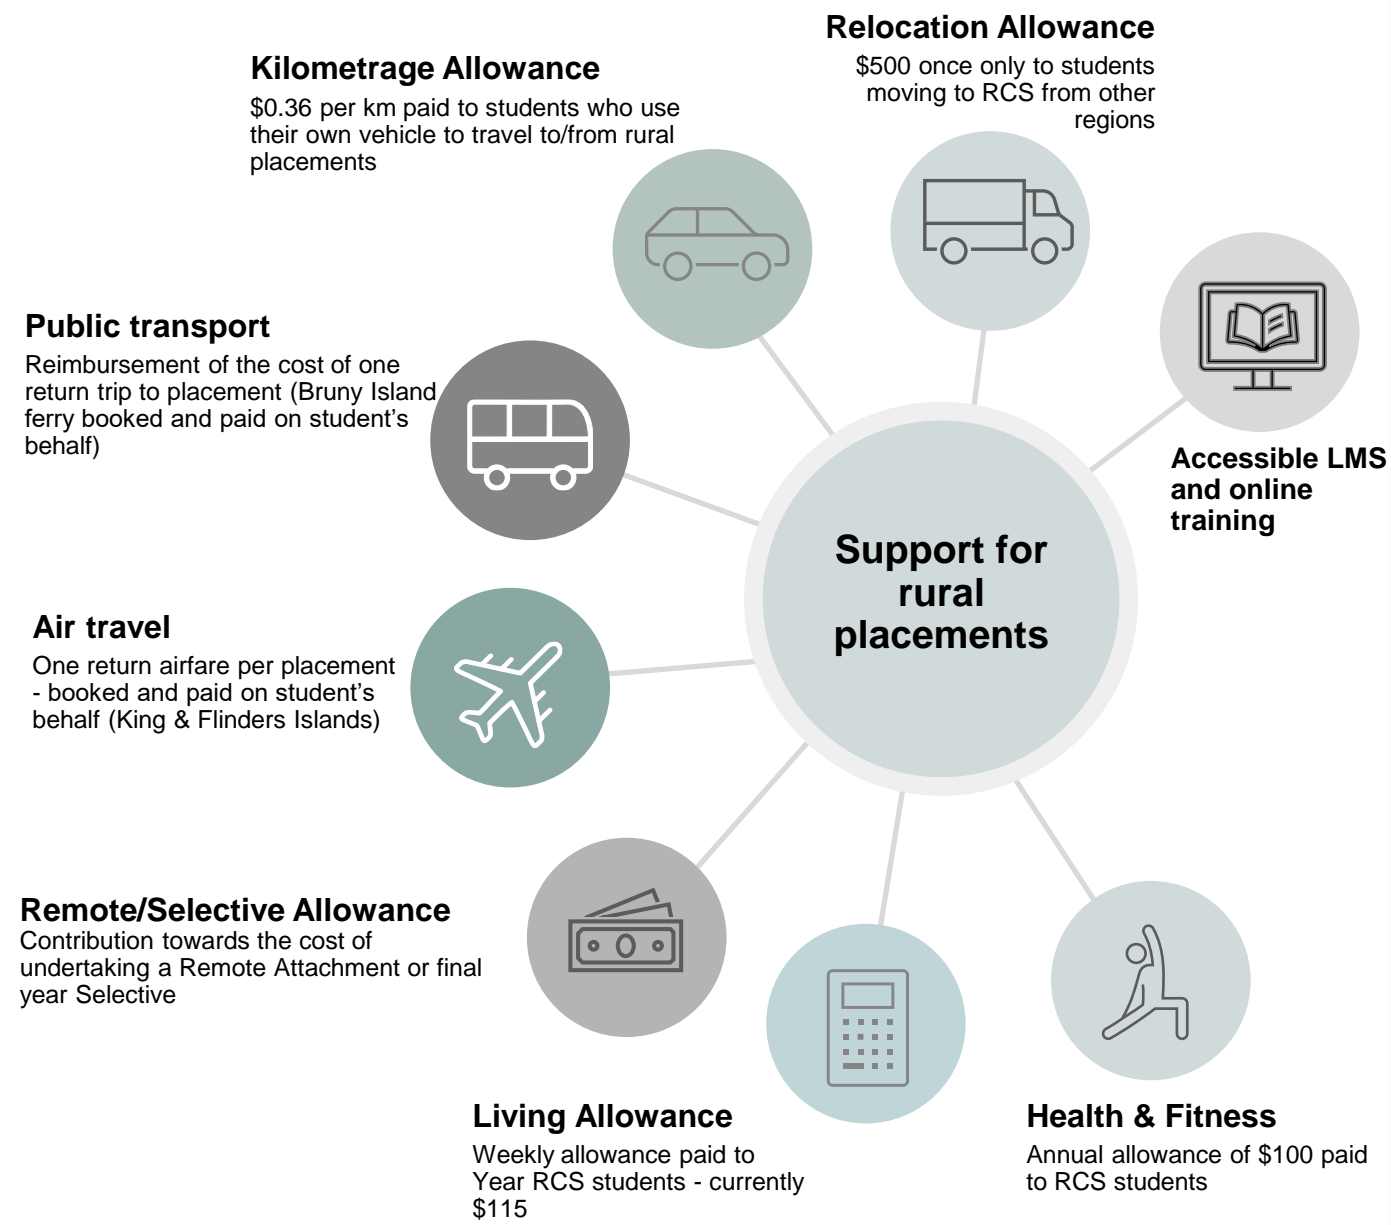 Relocation Allowance
$500 once only to students
moving to RCS from other
regions
Kilometrage Allowance
$0.36 per km paid to students who use
their own vehicle to travel to/from rural
placements
Public transport
Reimbursement of the cost of one
return trip to placement (Bruny Island
ferry booked and paid on student’s
behalf)
Accessible LMS
and online
training
Support for
rural
placements
Air travel
One return airfare per placement
- booked and paid on student’s
behalf (King & Flinders Islands)
Remote/Selective Allowance
Contribution towards the cost of
undertaking a Remote Attachment or final
year Selective
Living Allowance
Weekly allowance paid to
Year RCS students - currently
$115
Health & Fitness
Annual allowance of $100 paid
to RCS students